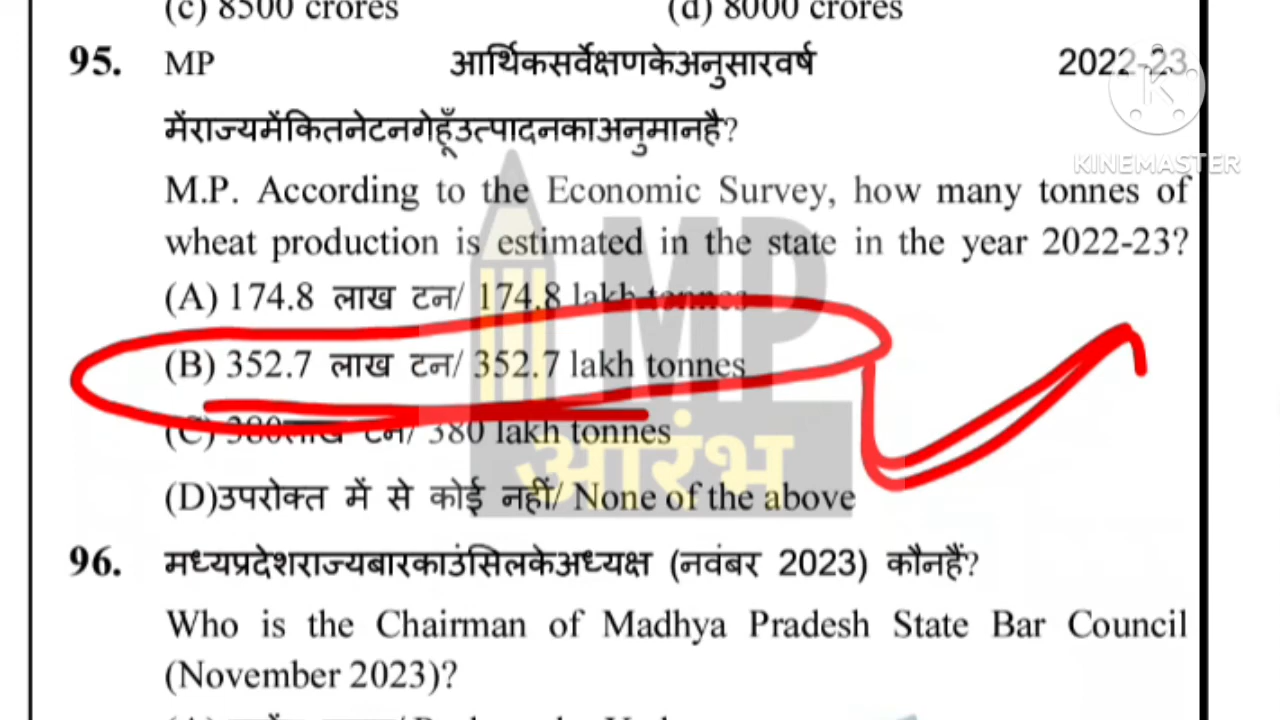 (c) 8500 crores (d) 8000 crores
95. MP आर्थिकसर्वेक्षणकेअनुसारवर्ष 2022-23
मेंराज्यमेंकितनेटनगेहूँउत्पादनकाअनुमानहै?
M.P. According to the Economic Survey, how many tonnes of
wheat production is estimated in the state in the year 2022-23?
(A) 174.8 लाख टन/ 174.8 lakh tonnes
(B) 352.7 लाख टन/ 352.7 lakh tonnes
(C) 380लाख टन/ 380 lakh tonnes
(D)उपरोक्त में से कोई नहीं/ None of the above
96. मध्यप्रदेशराज्यबारकाउंसिलकेअध्यक्ष (नवंबर 2023) कौनहैं?
Who is the Chairman of Madhya Pradesh State Bar Council
(November 2023)?
K
KINEMASTER
MP
आरंभ